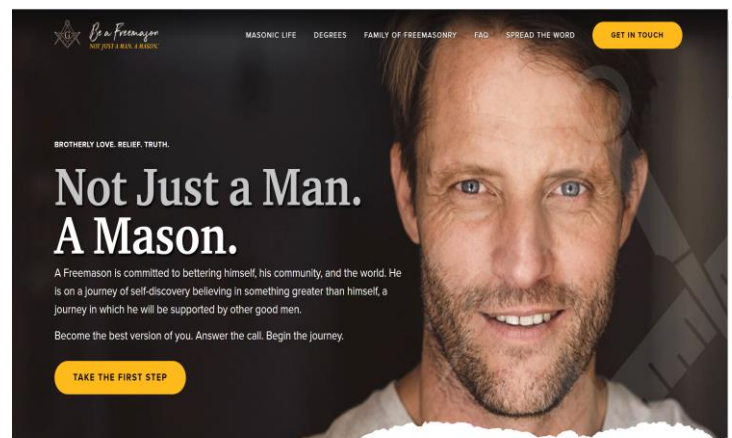 G
Be a Freemason
NOT JUST A MAN. A MASON.
MASONIC LIFE DEGREES FAMILY OF FREEMASONRY FAQ SPREAD THE WORD GET IN TOUCH
BROTHERLY LOVE. RELIEF. TRUTH.
Not Just a Man.
A Mason.
A Freemason is committed to bettering himself, his community, and the world. He
is on a journey of self-discovery believing in something greater than himself, a
journey in which he will be supported by other good men.
Become the best version of you. Answer the call. Begin the journey.
TAKE THE FIRST STEP